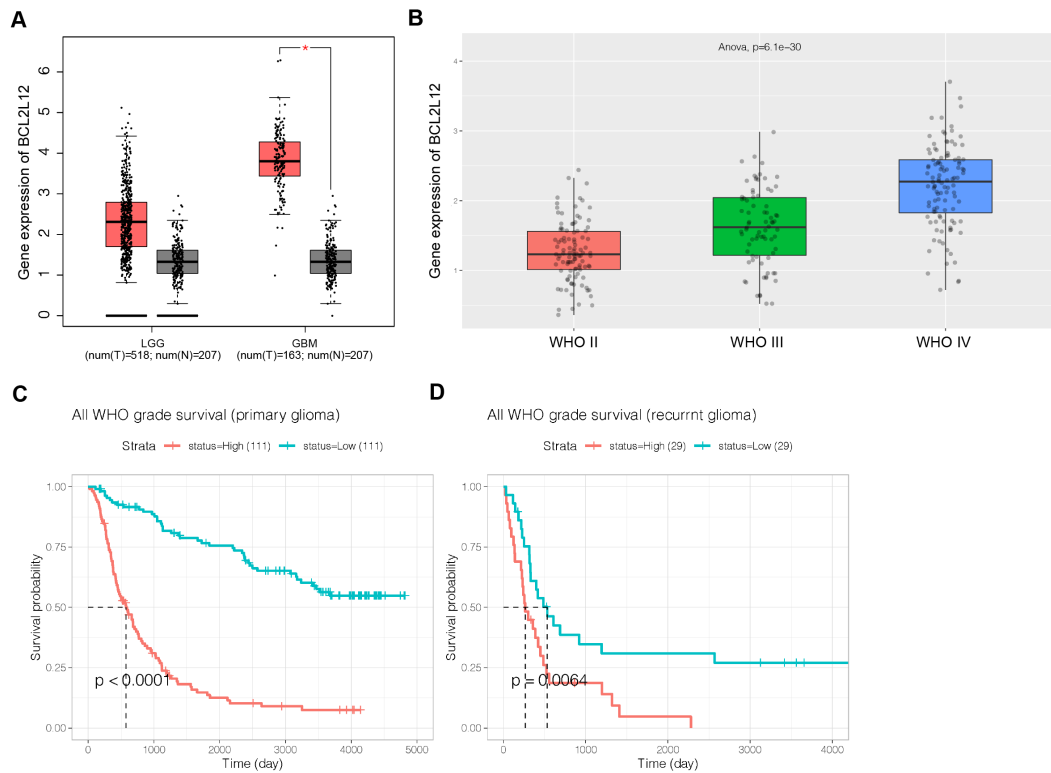 A
Gene expression of BCL2L12
6
5
4
3
2
1
0
*
LGG
(num(T)=518; num(N)=207)
GBM
(num(T)=163; num(N)=207)
B
Gene expression of BCL2L12
Anova, p=6.1e−30
4
3
2
1
WHO II
WHO III
WHO IV
C
All WHO grade survival (primary glioma)
Strata status=High (111) status=Low (111)
Survival probability
1.00
0.75
0.50
0.25
0.00
p < 0.0001
0 1000 2000 3000 4000 5000
Time (day)
D
All WHO grade survival (recurrnt glioma)
Strata status=High (29) status=Low (29)
Survival probability
1.00
0.75
0.50
0.25
0.00
p = 0.0064
0 1000 2000 3000 4000
Time (day)